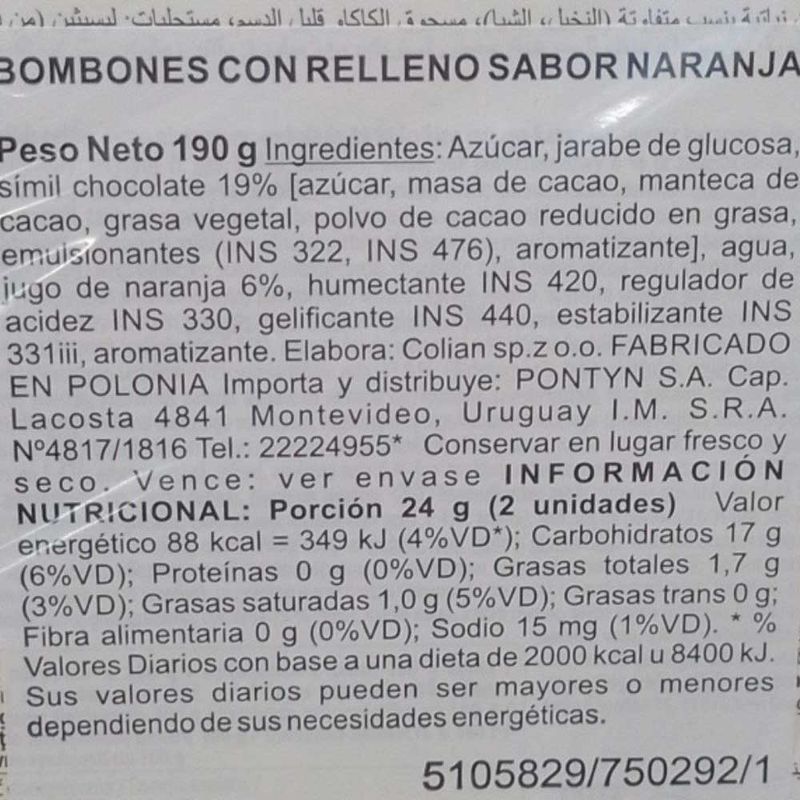 BOMBONES CON RELLENO SABOR NARANJA
Peso Neto 190 g Ingredientes: Azúcar, jarabe de glucosa,
símil chocolate 19% [azúcar, masa de cacao, manteca de
cacao, grasa vegetal, polvo de cacao reducido en grasa,
emulsionantes (INS 322, INS 476), aromatizante], agua,
jugo de naranja 6%, humectante INS 420, regulador de
acidez INS 330, gelificante INS 440, estabilizante INS
331iii, aromatizante. Elabora: Colian sp.z o.o. FABRICADO
EN POLONIA Importa y distribuye: PONTYN S.A. Cap.
Lacosta 4841 Montevideo, Uruguay I.M. S.R.A.
Nº4817/1816 Tel.: 22224955* Conservar en lugar fresco y
seco. Vence: ver envase INFORMACIÓN
NUTRICIONAL: Porción 24 g (2 unidades) Valor
energético 88 kcal = 349 kJ (4%VD*); Carbohidratos 17 g
(6%VD); Proteínas 0 g (0%VD); Grasas totales 1,7 g
(3%VD); Grasas saturadas 1,0 g (5%VD); Grasas trans 0 g;
Fibra alimentaria 0 g (0%VD); Sodio 15 mg (1%VD). * %
Valores Diarios con base a una dieta de 2000 kcal u 8400 kJ.
Sus valores diarios pueden ser mayores o menores
dependiendo de sus necesidades energéticas.
5105829/750292/1